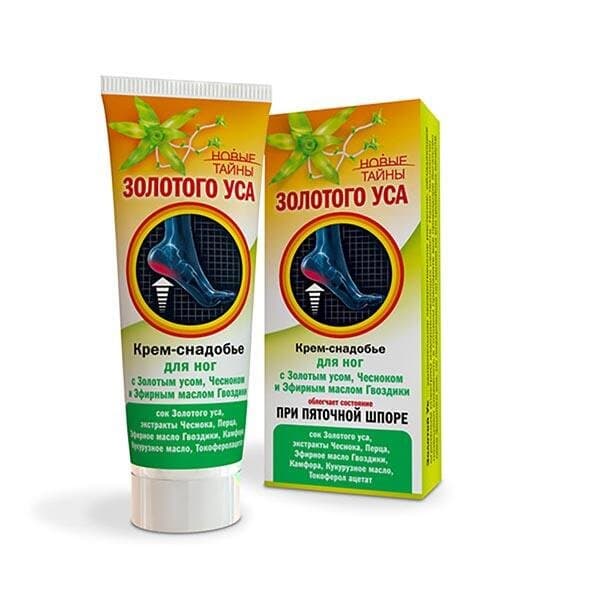 НОВЫЕ
ТАЙНЫ
ЗОЛОТОГО УСА
Крем-снадобье
для ног
с Золотым усом, Чесноком
и Эфирным маслом Гвоздики
сок Золотого уса,
экстракты Чеснока, Перца,
Эфирное масло Гвоздики, Камфора,
Кукурузное масло, Токоферолацетат
НОВЫЕ
ТАЙНЫ
ЗОЛОТОГО УСА
Крем-снадобье
для ног
с Золотым усом, Чесноком
и Эфирным маслом Гвоздики
облегчает состояние
ПРИ ПЯТОЧНОЙ ШПОРЕ
сок Золотого уса,
экстракты Чеснока, Перца,
Эфирное масло Гвоздики,
Камфора, Кукурузное масло,
Токоферол ацетат